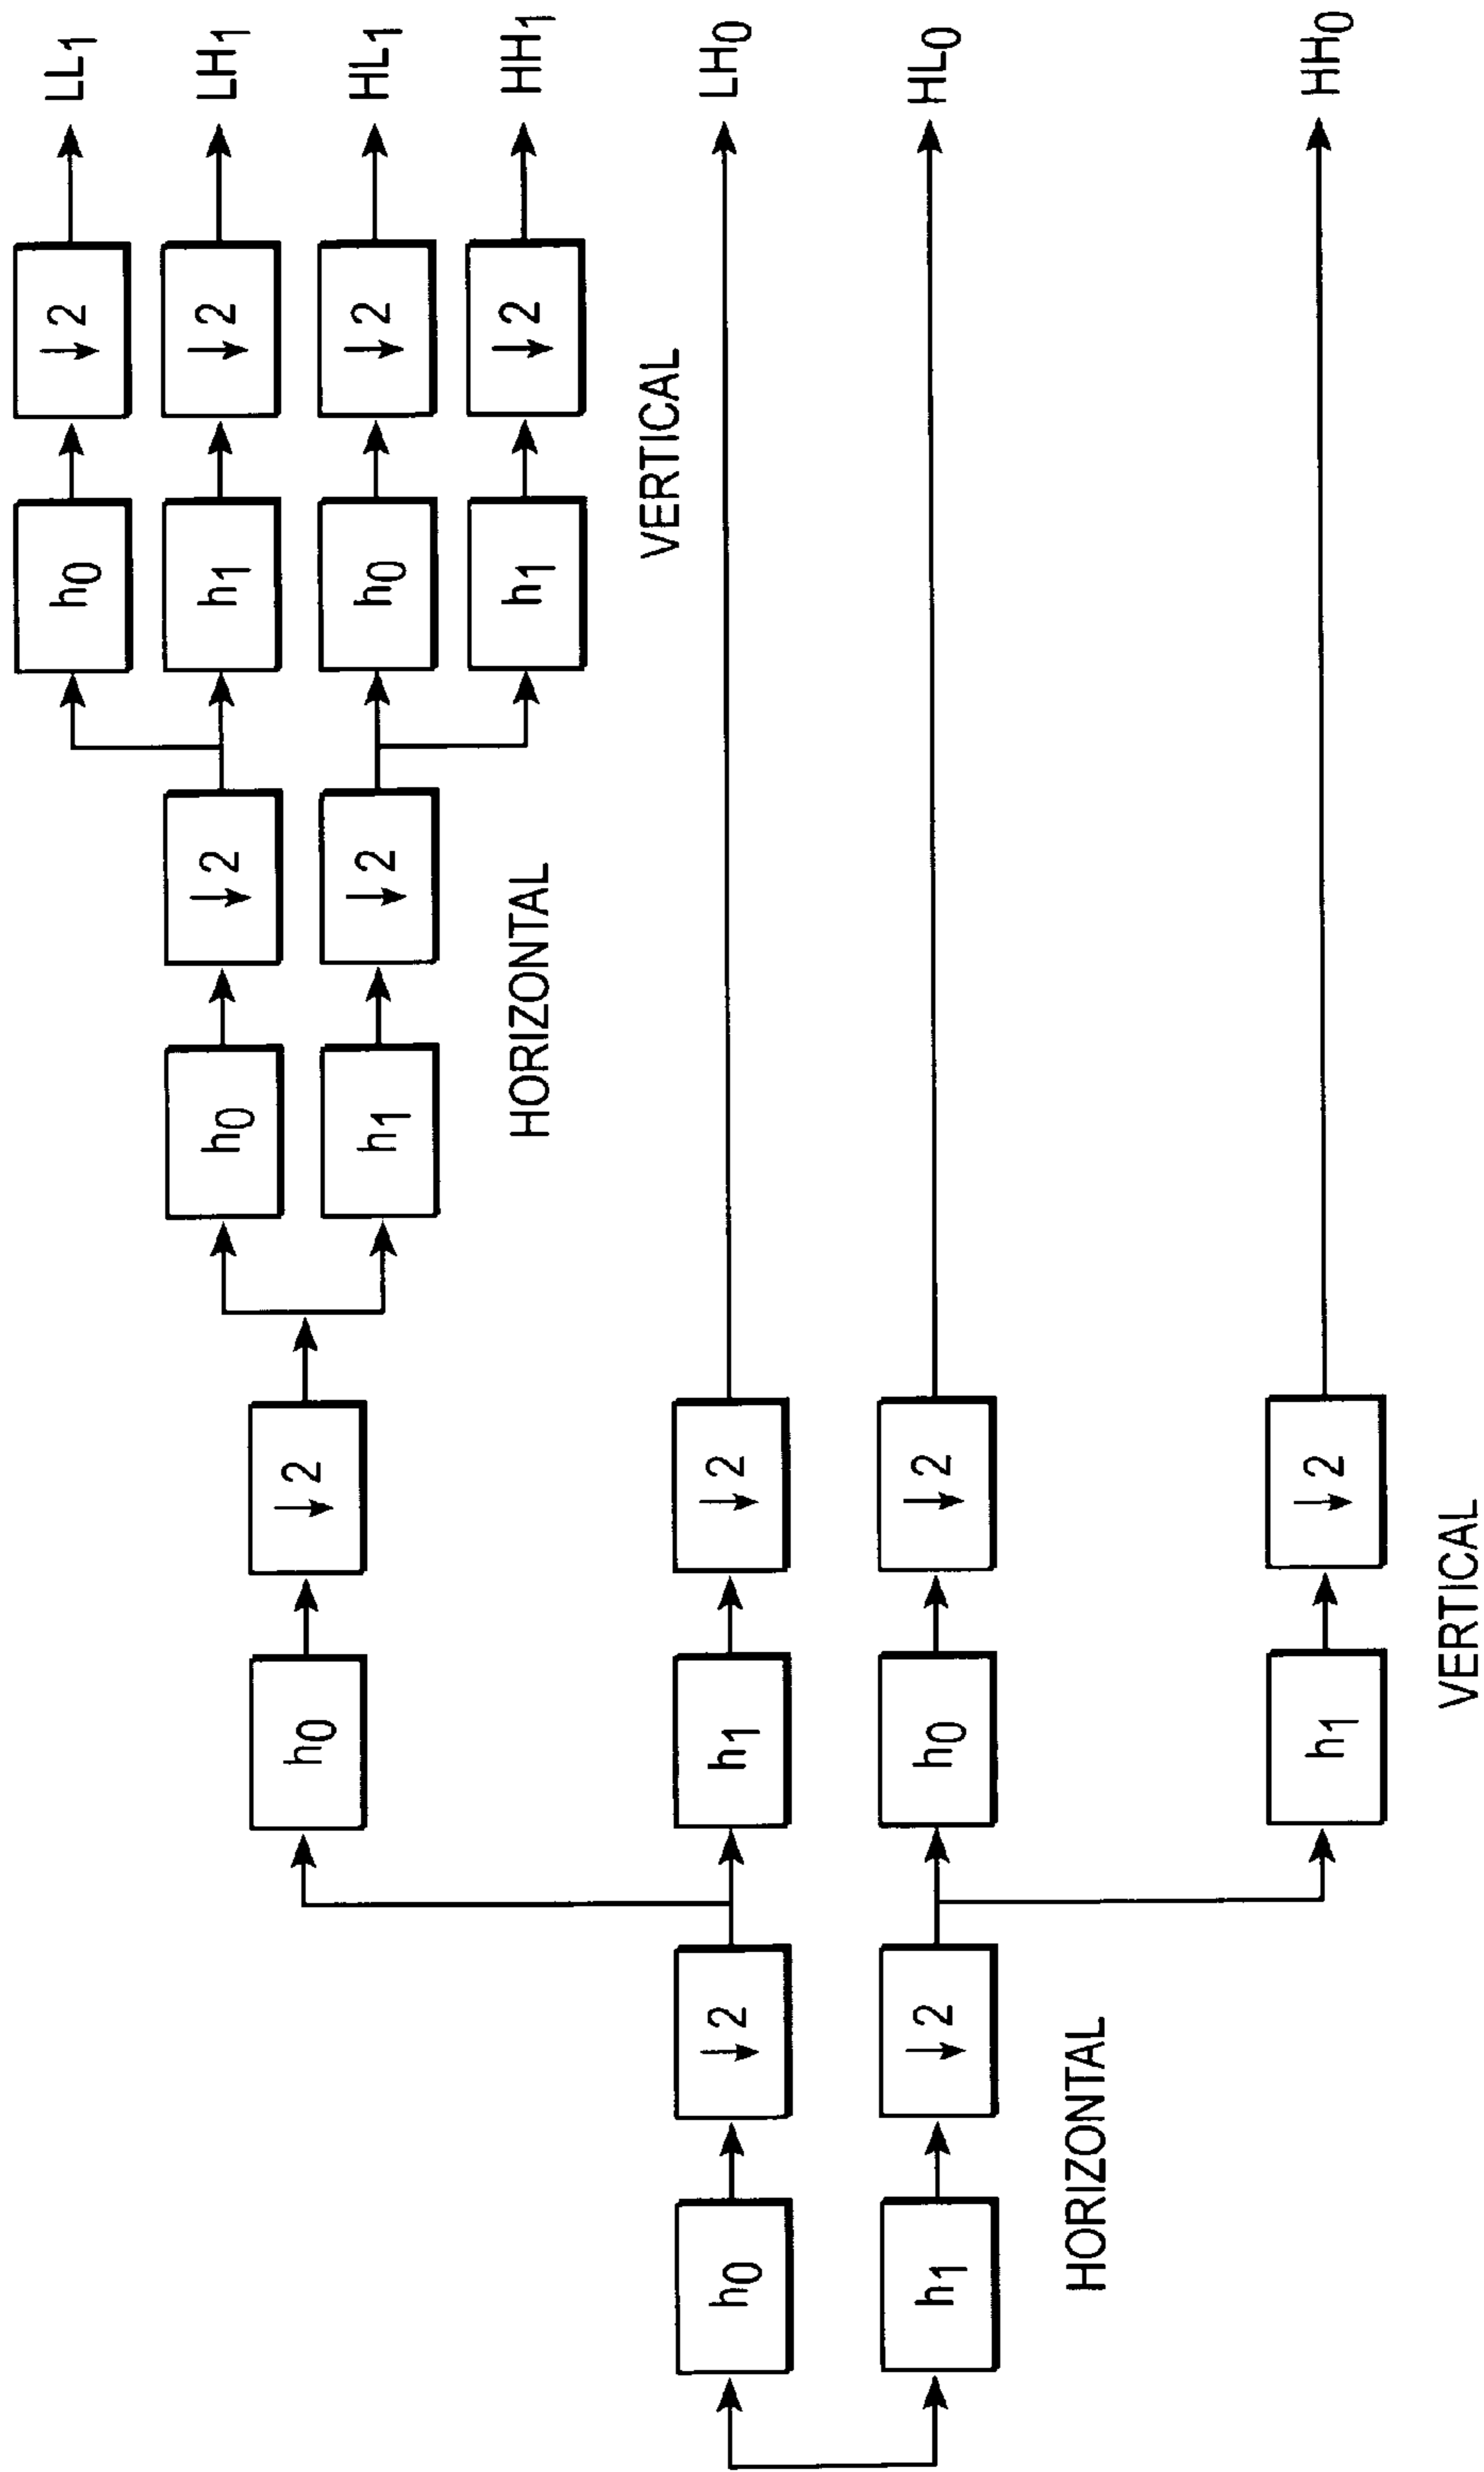 h0 ↓2 LL1
h0 ↓2 h1 ↓2 LH1
h0 ↓2
h1 ↓2 h0 ↓2 HL1
h1 ↓2 HH1
HORIZONTAL
VERTICAL
h0 ↓2 h1 ↓2 LH0
h1 ↓2 h0 ↓2 HL0
HORIZONTAL
h1 ↓2 HH0
VERTICAL